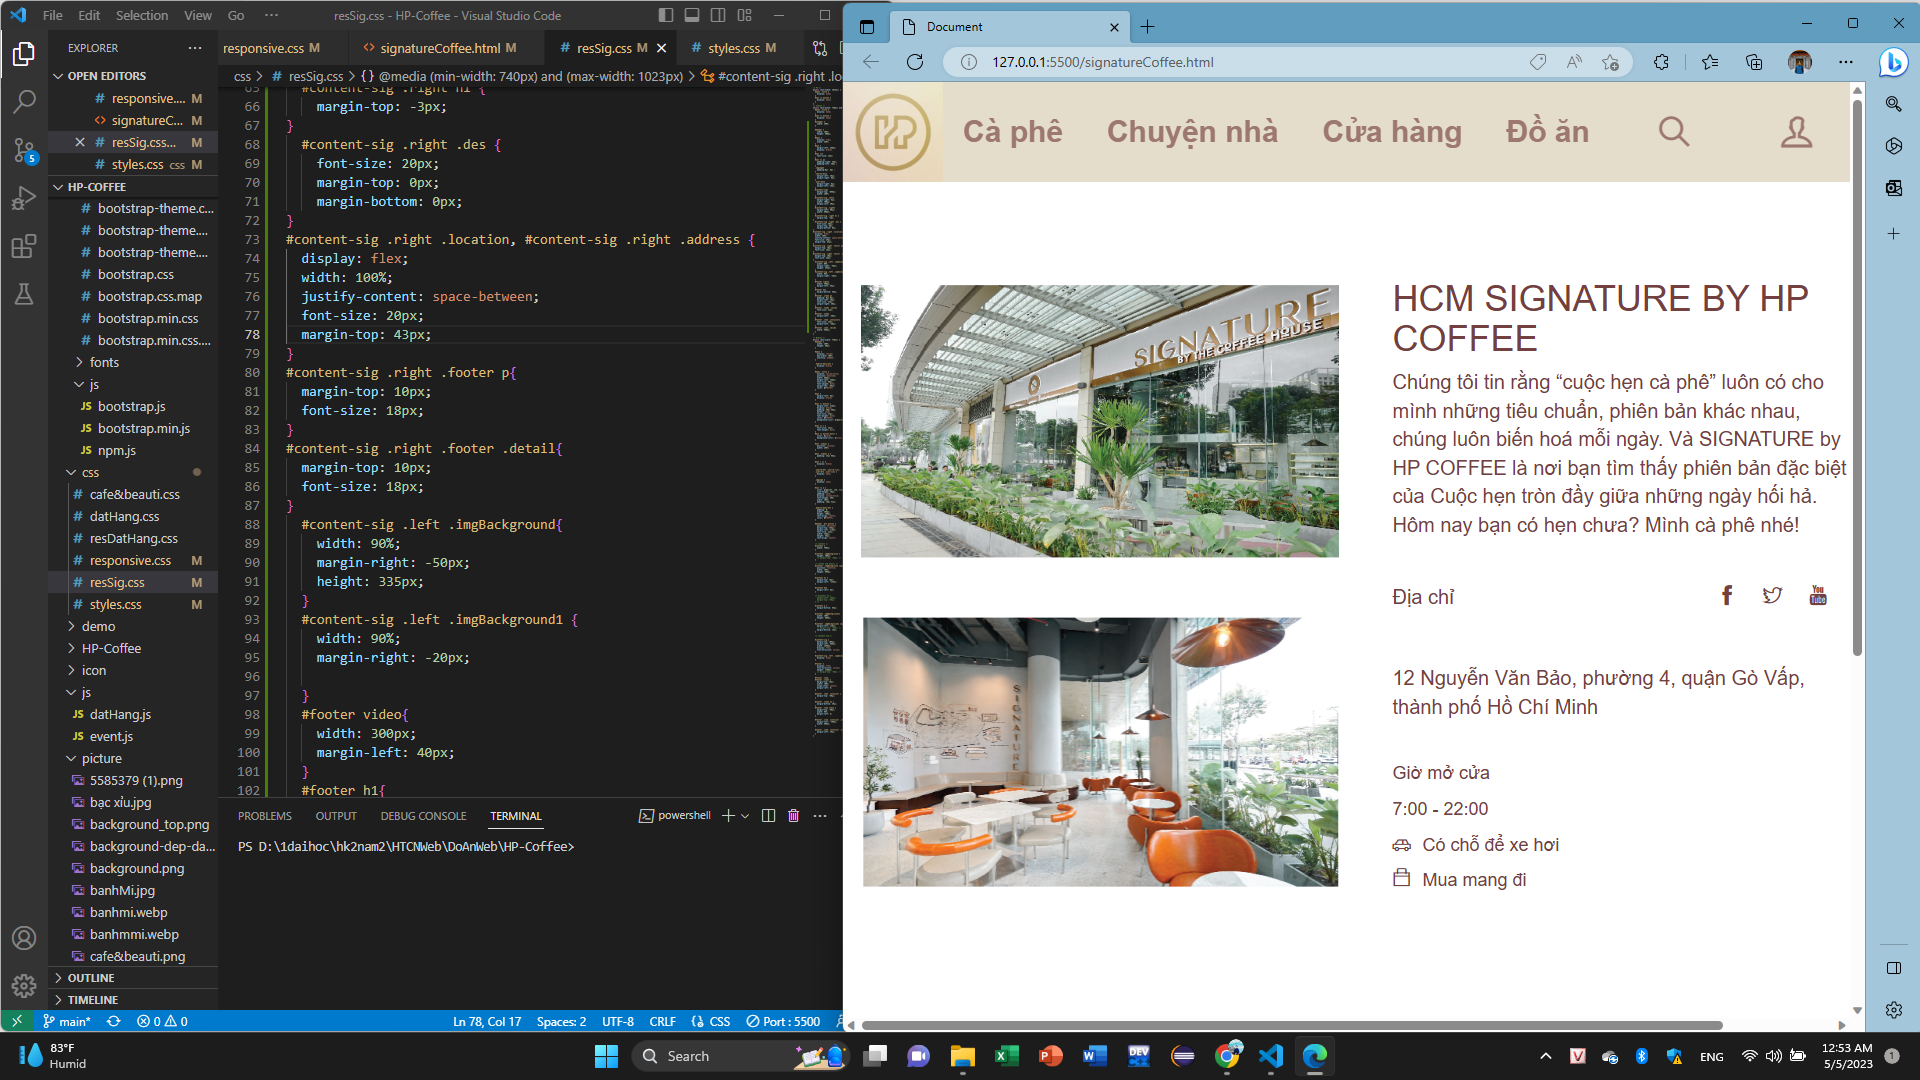 File Edit Selection View Go ··· resSig.css - HP-Coffee - Visual Studio Code
EXPLORER ···
OPEN EDITORS
responsive.... M
signatureC... M
resSig.css... M
styles.css css M
HP-COFFEE
bootstrap-theme.c...
bootstrap-theme....
bootstrap-theme....
bootstrap.css
bootstrap.css.map
bootstrap.min.css
bootstrap.min.css....
fonts
js
JS bootstrap.js
JS bootstrap.min.js
JS npm.js
css
# cafe&beauti.css
# datHang.css
# resDatHang.css
# responsive.css M
# resSig.css M
# styles.css M
demo
HP-Coffee
icon
js
JS datHang.js
JS event.js
picture
5585379 (1).png
bạc xỉu.jpg
background_top.png
background-dep-da...
background.png
banhMi.jpg
banhmi.webp
banhmmi.webp
cafe&beauti.png
OUTLINE
TIMELINE
responsive.css M signatureCoffee.html M # resSig.css M # styles.css M
css > # resSig.css > {} @media (min-width: 740px) and (max-width: 1023px) > #content-sig .right .loc
65 #content-sig .right h1 {
66 margin-top: -3px;
67 }
68 #content-sig .right .des {
69 font-size: 20px;
70 margin-top: 0px;
71 margin-bottom: 0px;
72 }
73 #content-sig .right .location, #content-sig .right .address {
74 display: flex;
75 width: 100%;
76 justify-content: space-between;
77 font-size: 20px;
78 margin-top: 43px;
79 }
80 #content-sig .right .footer p{
81 margin-top: 10px;
82 font-size: 18px;
83 }
84 #content-sig .right .footer .detail{
85 margin-top: 10px;
86 font-size: 18px;
87 }
88 #content-sig .left .imgBackground{
89 width: 90%;
90 margin-right: -50px;
91 height: 335px;
92 }
93 #content-sig .left .imgBackground1 {
94 width: 90%;
95 margin-right: -20px;
96
97 }
98 #footer video{
99 width: 300px;
100 margin-left: 40px;
101 }
102 #footer h1{
PROBLEMS OUTPUT DEBUG CONSOLE TERMINAL powershell
PS D:\1daihoc\hk2nam2\HTCNWeb\DoAnWeb\HP-Coffee>
main* 0 0 Ln 78, Col 17 Spaces: 2 UTF-8 CRLF CSS Port : 5500
Document
127.0.0.1:5500/signatureCoffee.html
HP Cà phê Chuyện nhà Cửa hàng Đồ ăn
SIGNATURE
BY THE COFFEE HOUSE
HCM SIGNATURE BY HP
COFFEE
Chúng tôi tin rằng “cuộc hẹn cà phê” luôn có cho
mình những tiêu chuẩn, phiên bản khác nhau,
chúng luôn biến hoá mỗi ngày. Và SIGNATURE by
HP COFFEE là nơi bạn tìm thấy phiên bản đặc biệt
của Cuộc hẹn tròn đầy giữa những ngày hối hả.
Hôm nay bạn có hẹn chưa? Mình cà phê nhé!
Địa chỉ You Tube
SIGNATURE
12 Nguyễn Văn Bảo, phường 4, quận Gò Vấp,
thành phố Hồ Chí Minh
Giờ mở cửa
7:00 - 22:00
Có chỗ để xe hơi
Mua mang đi
83°F
Humid
Search
DEV
ENG
12:53 AM
5/5/2023
1